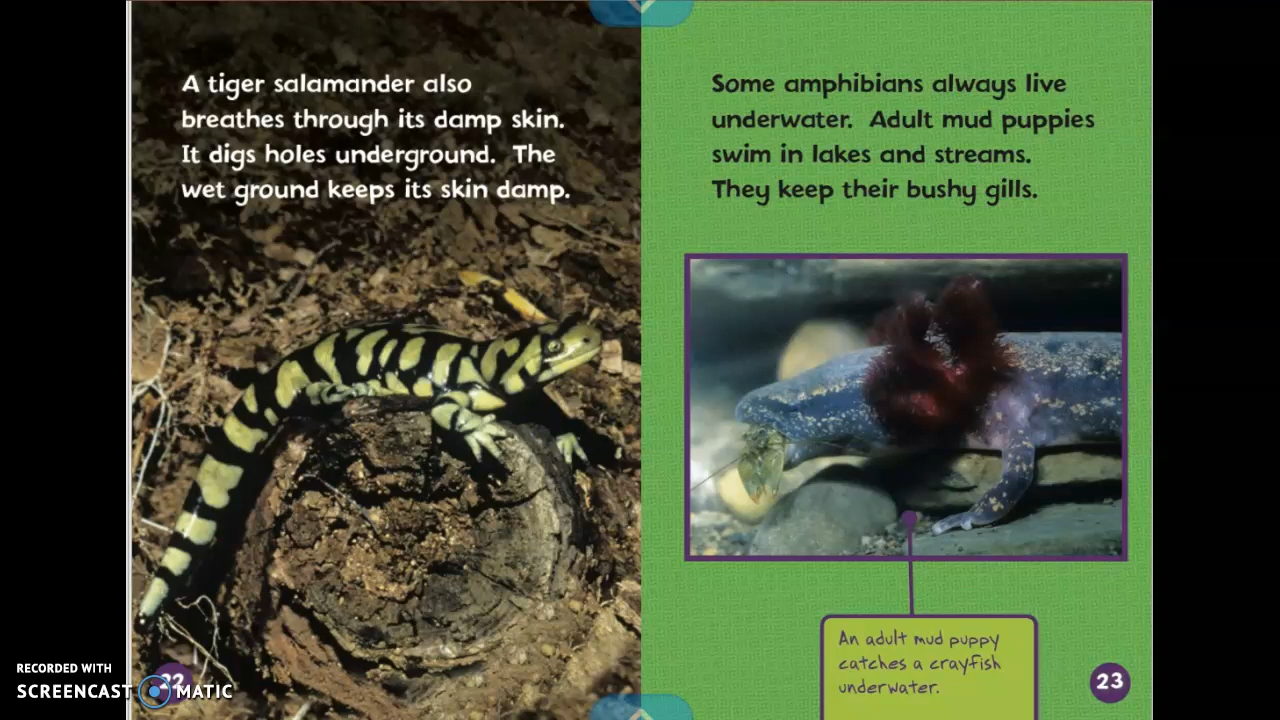 A tiger salamander also
breathes through its damp skin.
It digs holes underground. The
wet ground keeps its skin damp.
Some amphibians always live
underwater. Adult mud puppies
swim in lakes and streams.
They keep their bushy gills.
An adult mud puppy
catches a crayfish
underwater.
23
RECORDED WITH
SCREENCAST MATIC